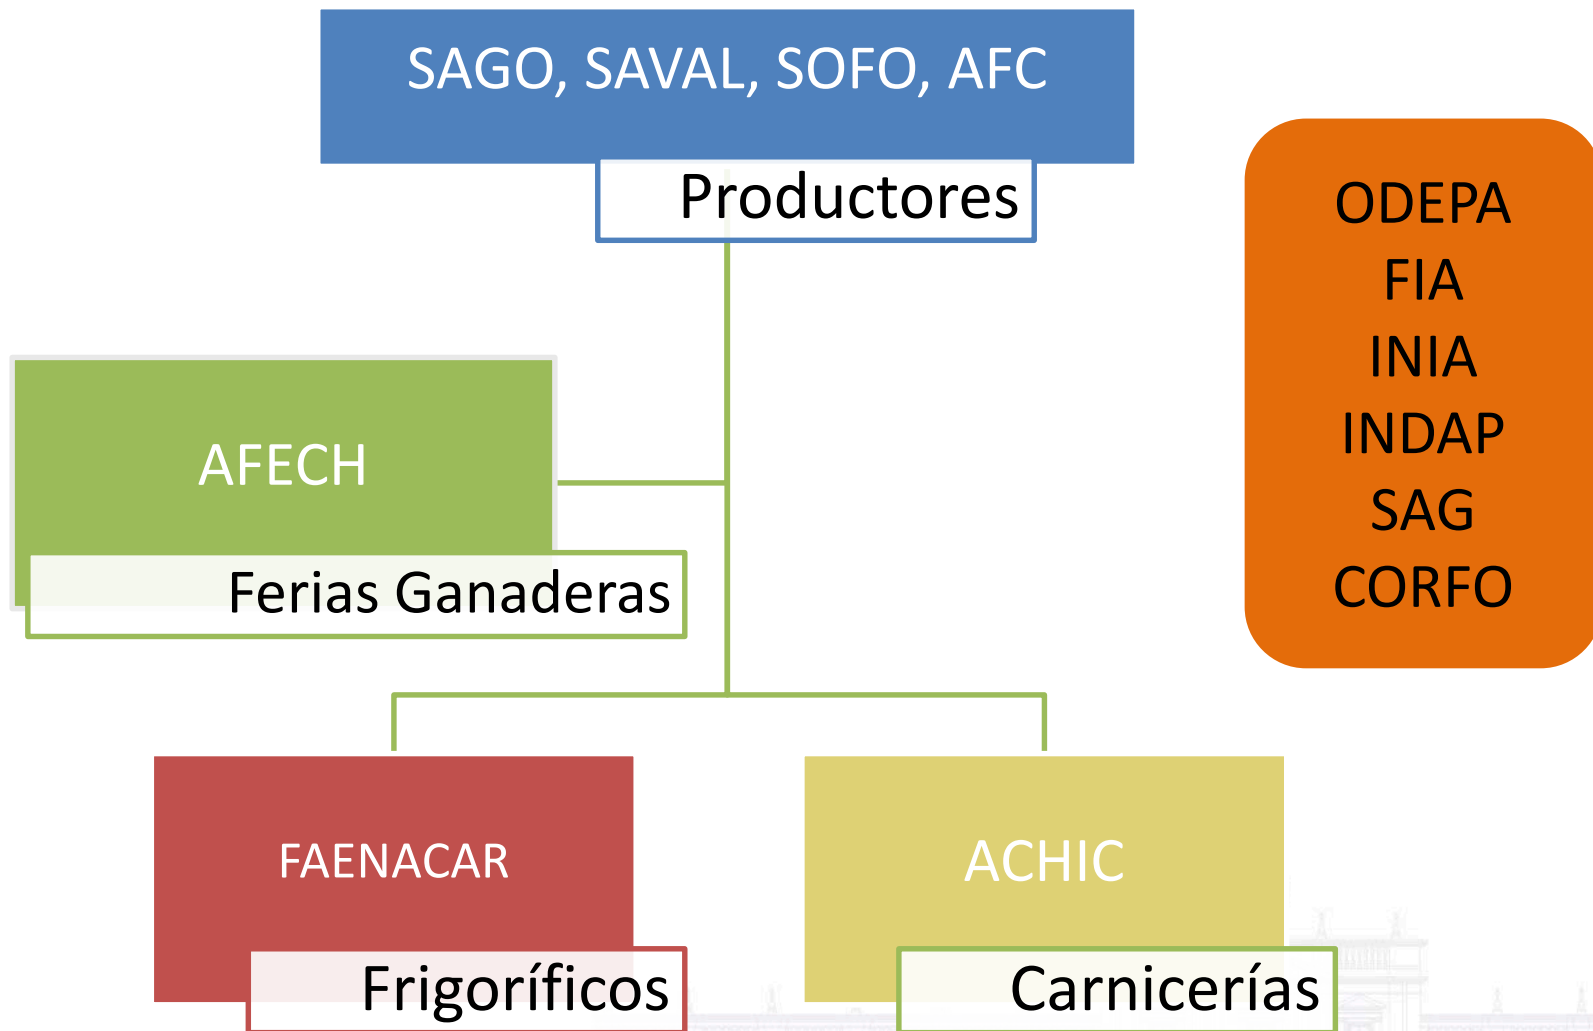 SAGO, SAVAL, SOFO, AFC
Productores
AFECH
Ferias Ganaderas
FAENACAR
Frigoríficos
ACHIC
Carnicerías
ODEPA
FIA
INIA
INDAP
SAG
CORFO